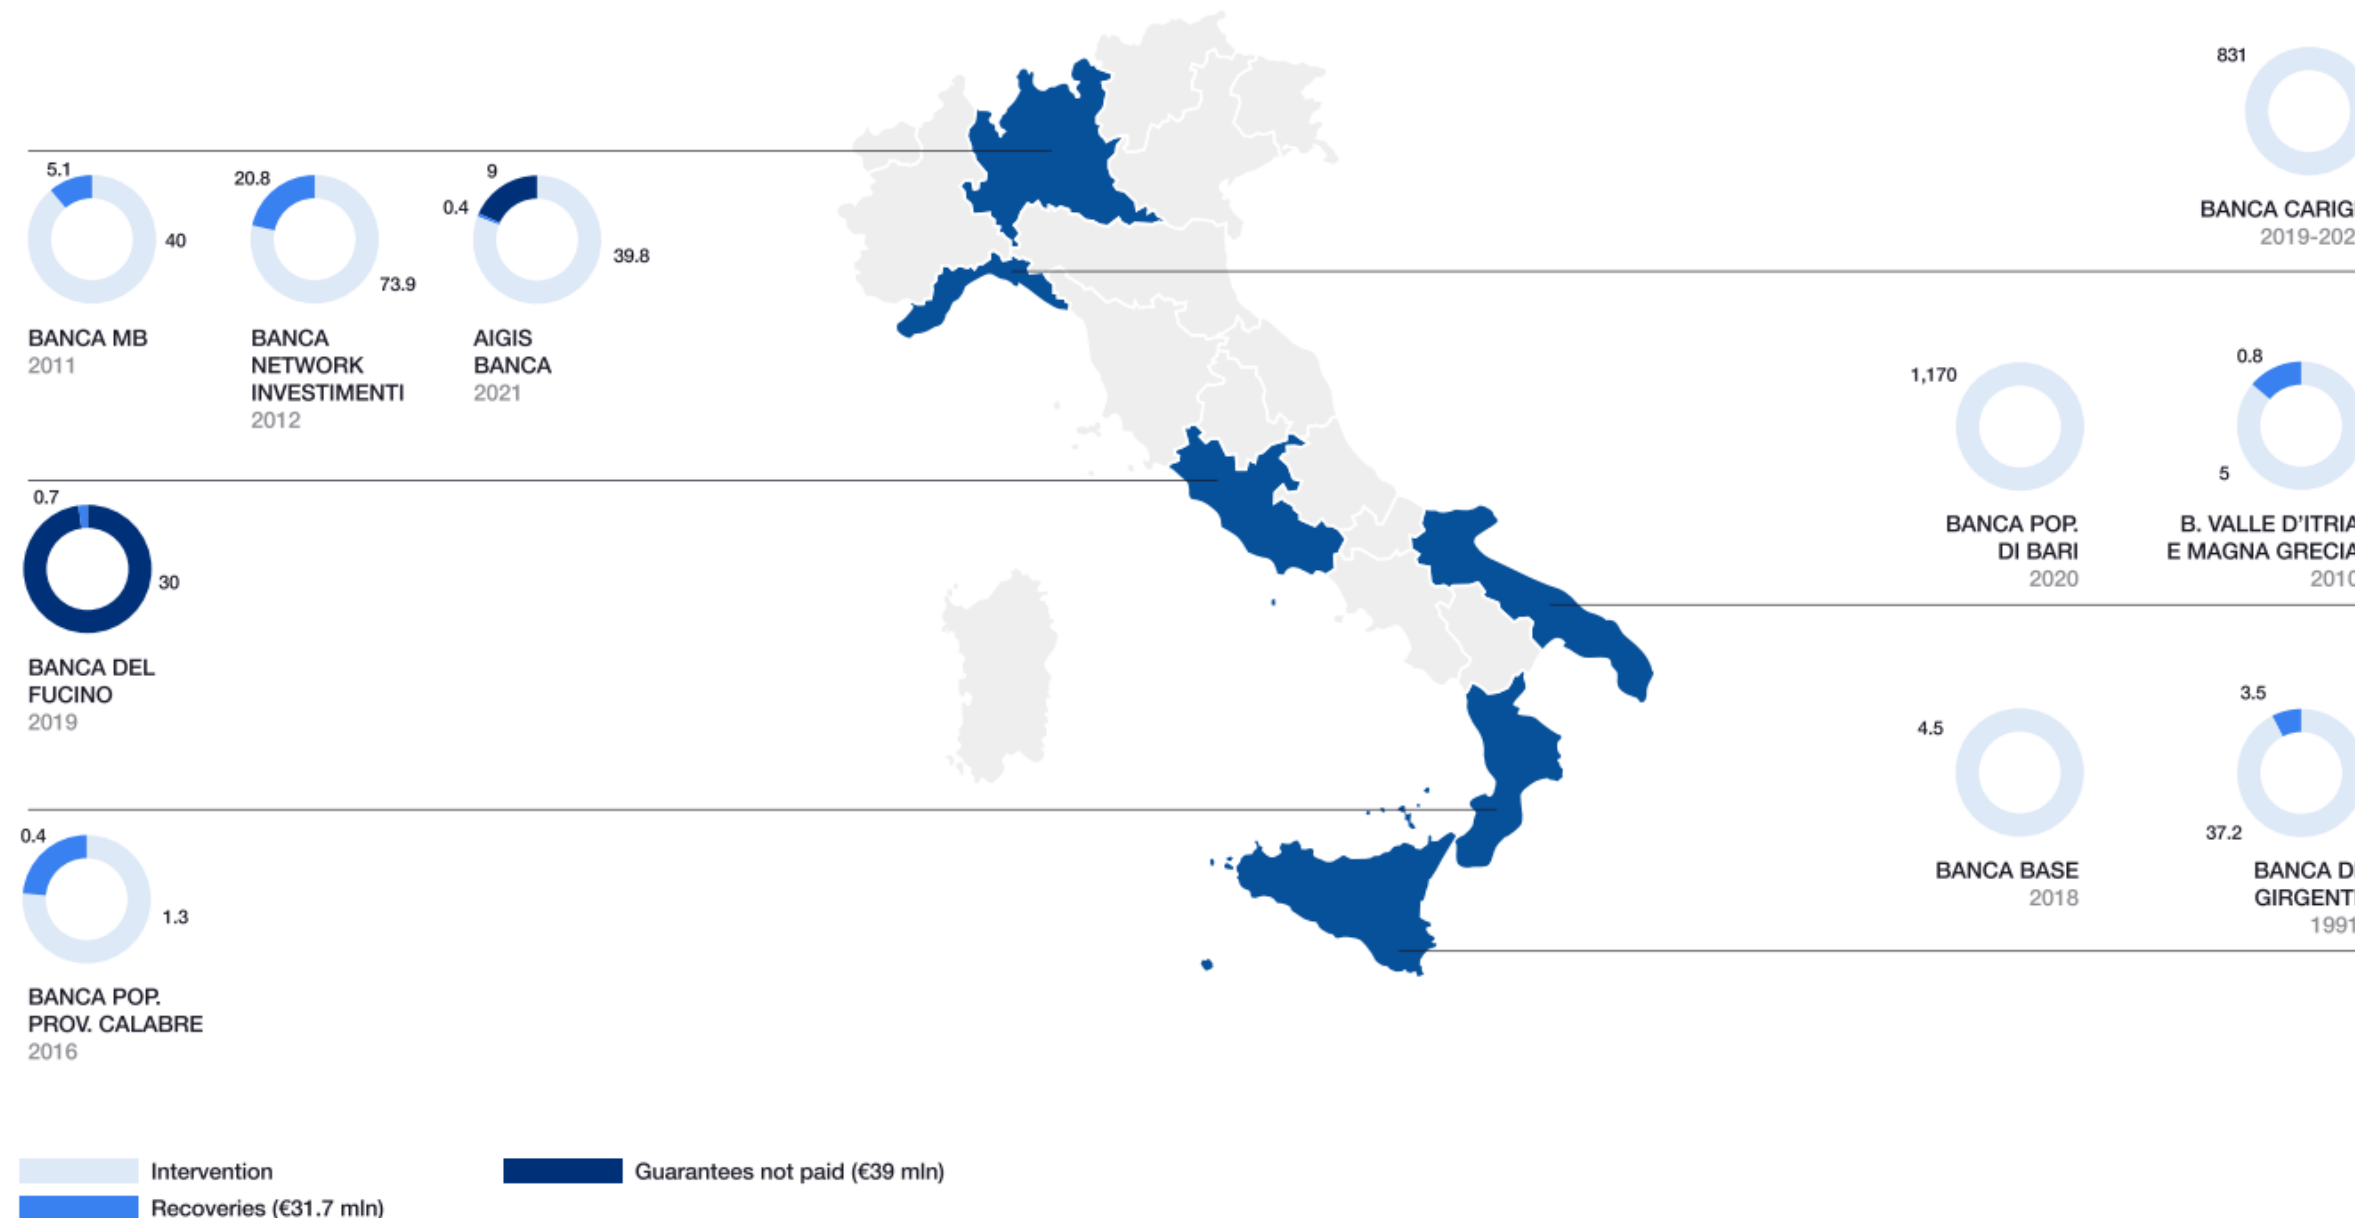 831
BANCA CARIG
2019-202
5.1
40
BANCA MB
2011
20.8
73.9
BANCA
NETWORK
INVESTIMENTI
2012
9
0.4
39.8
AIGIS
BANCA
2021
1,170
BANCA POP.
DI BARI
2020
0.8
5
B. VALLE D'ITRIA
E MAGNA GRECIA
2010
0.7
30
BANCA DEL
FUCINO
2019
4.5
BANCA BASE
2018
3.5
37.2
BANCA DI
GIRGENTI
1991
0.4
1.3
BANCA POP.
PROV. CALABRE
2016
Intervention
Recoveries (€31.7 mln)
Guarantees not paid (€39 mln)